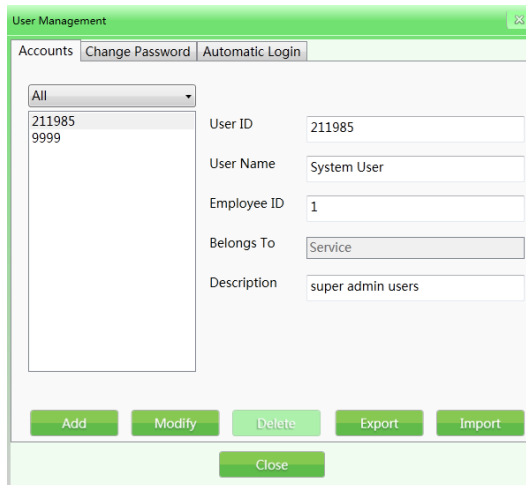 User Management
Accounts Change Password Automatic Login
All
211985
9999
User ID 211985
User Name System User
Employee ID 1
Belongs To Service
Description super admin users
Add Modify Delete Export Import
Close